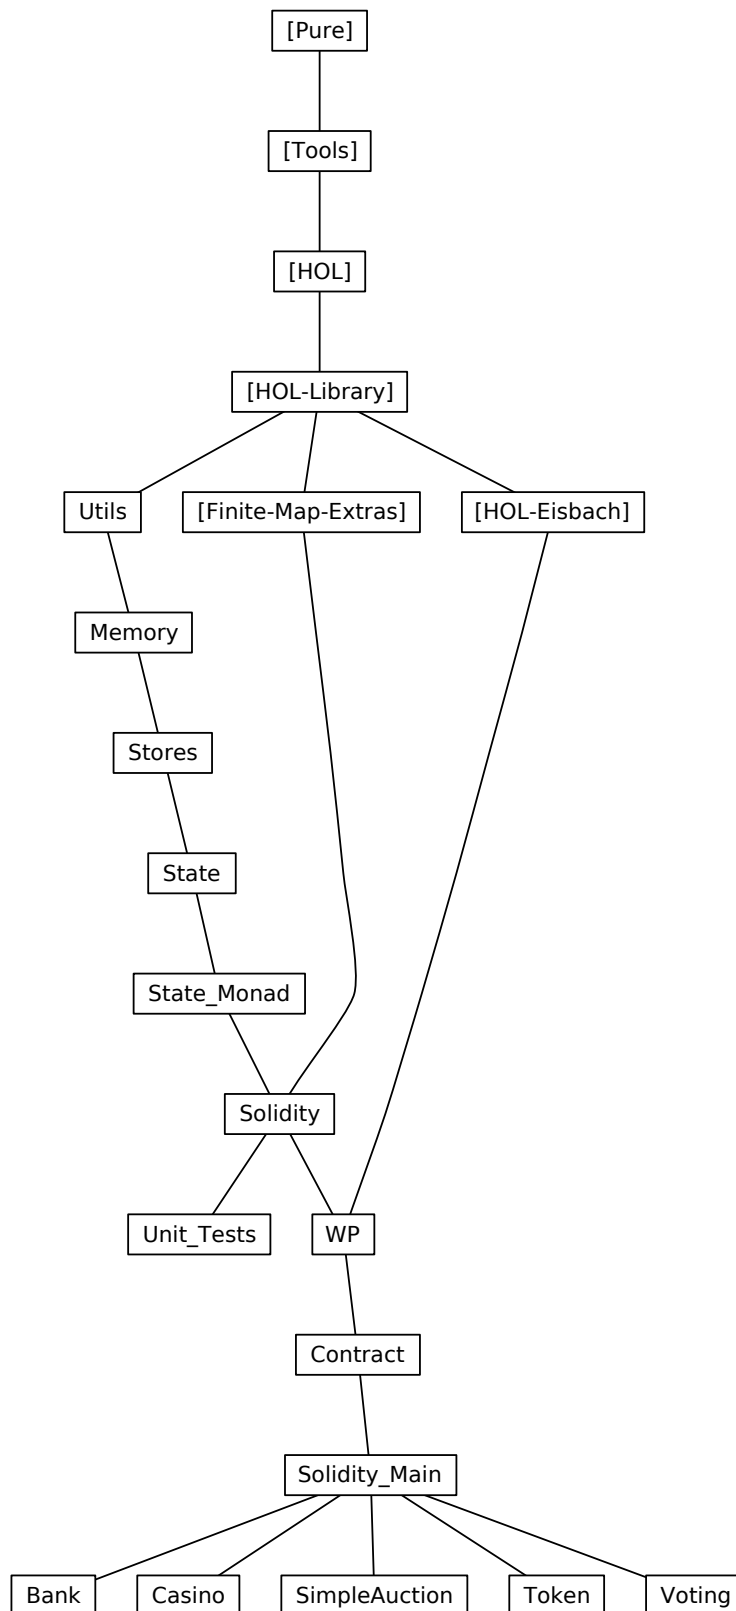 [Pure]
[Tools]
[HOL]
[HOL-Library]
Utils
[Finite-Map-Extras]
[HOL-Eisbach]
Memory
Stores
State
State_Monad
Solidity
Unit_Tests
WP
Contract
Solidity_Main
Bank
Casino
SimpleAuction
Token
Voting